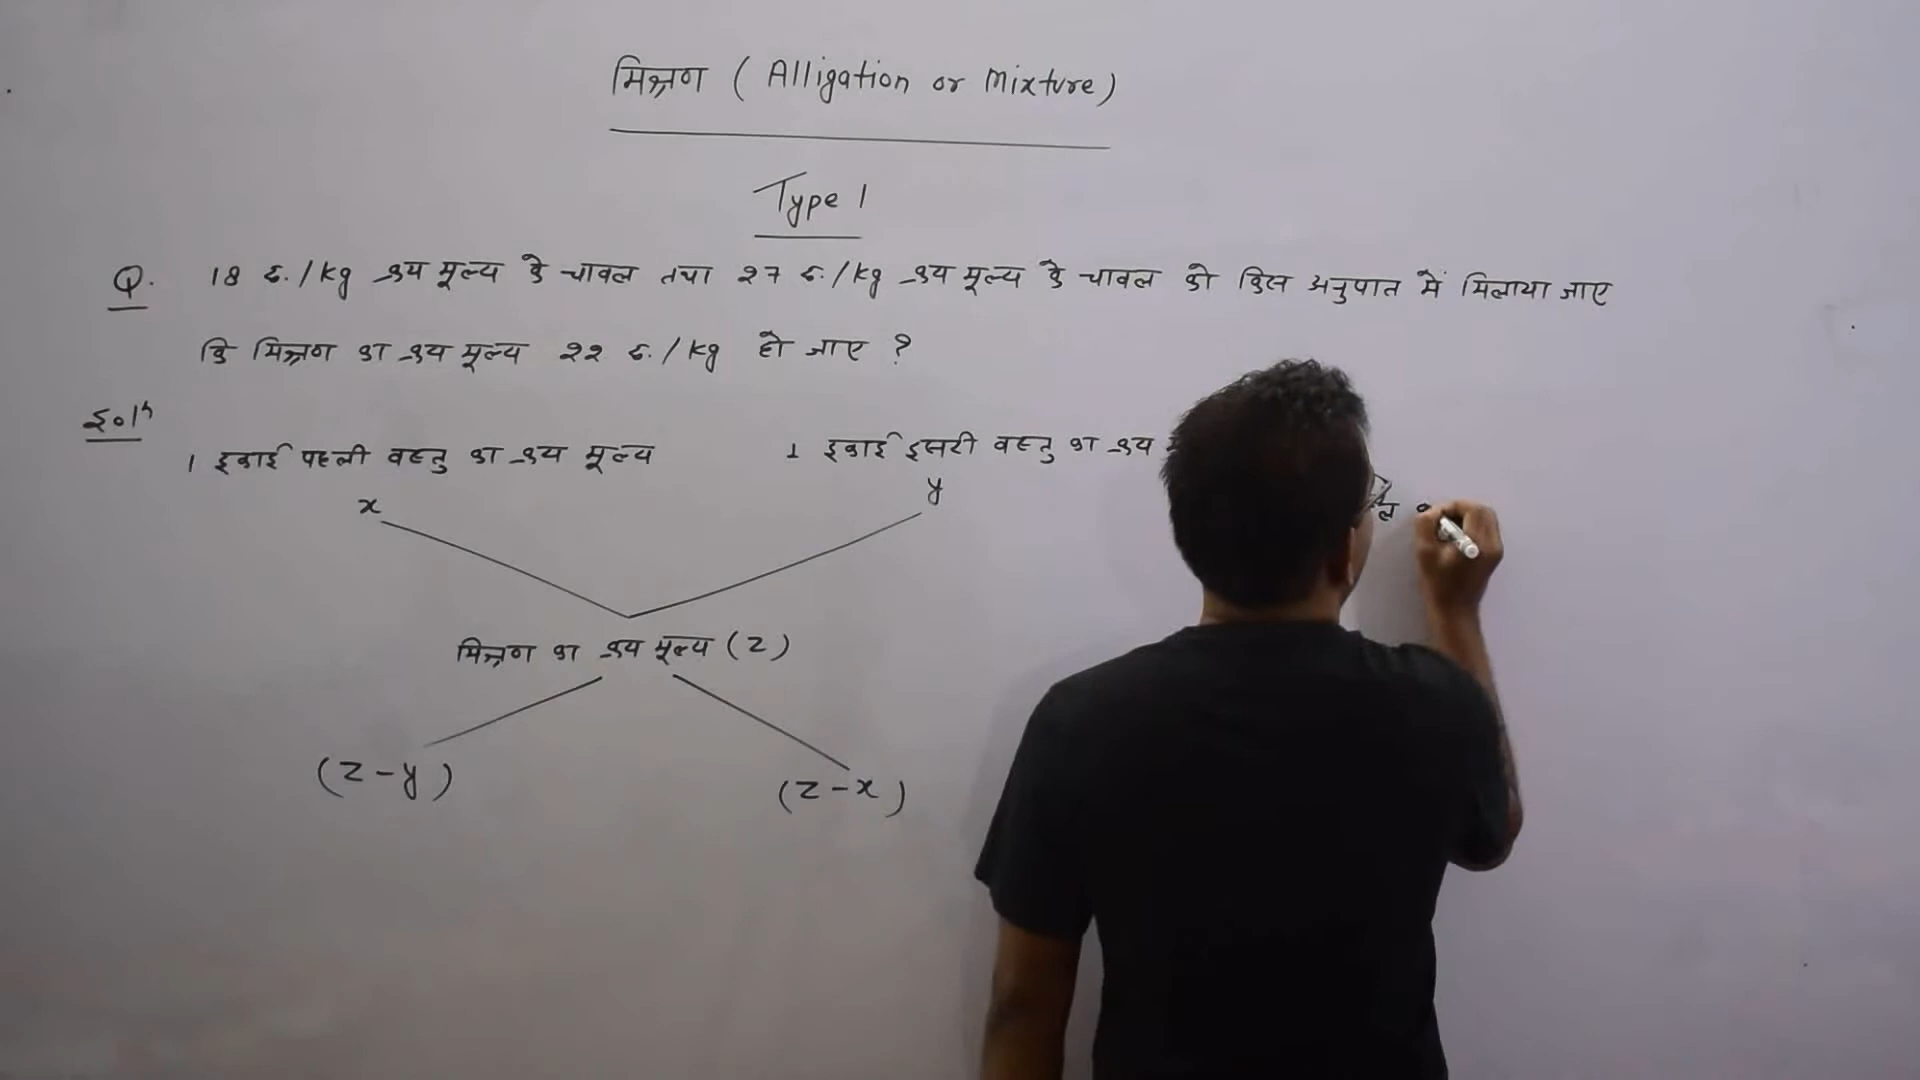 मिश्रण ( Alligation or Mixture )
Type 1
Q. 18 रु. / kg क्रय मूल्य के चावल तथा 27 रु. / kg क्रय मूल्य के चावल को किस अनुपात में मिलाया जाए
कि मिश्रण का क्रय मूल्य 22 रु. / kg हो जाए ?
Solⁿ
1 इकाई पहली वस्तु का क्रय मूल्य 1 इकाई दूसरी वस्तु का क्रय
x y
मिश्रण का क्रय मूल्य ( z )
( z - y ) ( z - x )